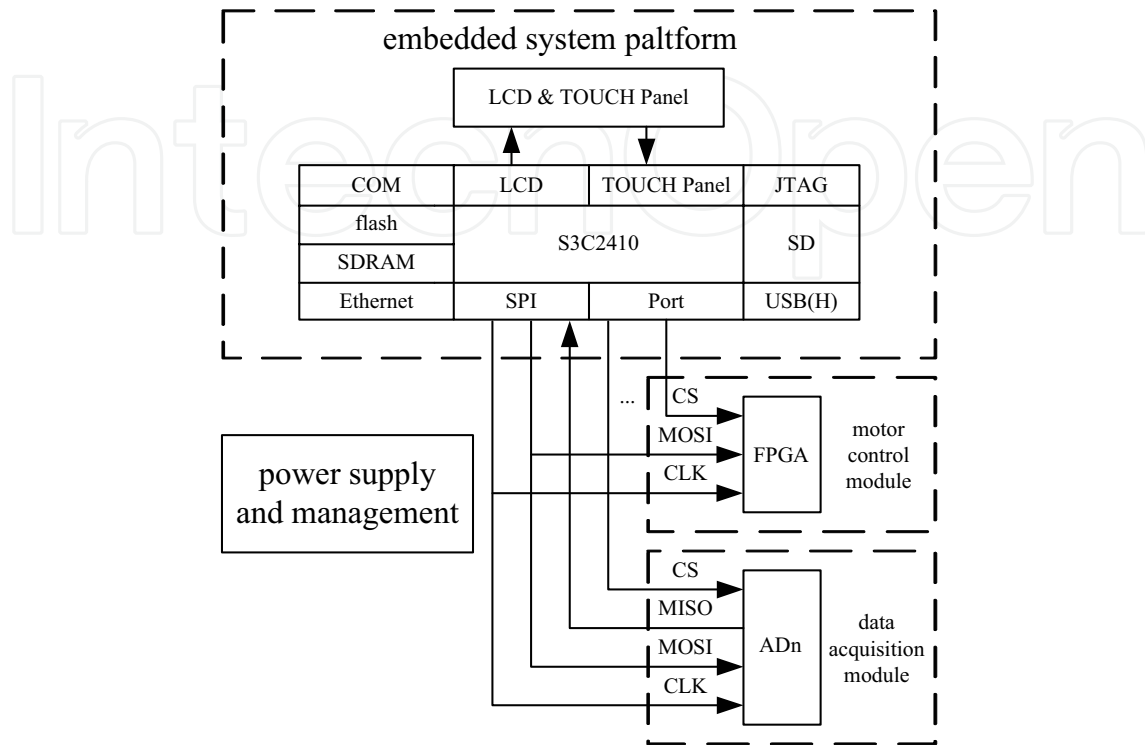 embedded system paltform
LCD & TOUCH Panel
COM
LCD
TOUCH Panel
JTAG
flash
S3C2410
SD
SDRAM
Ethernet
SPI
Port
USB(H)
...
CS
MOSI
CLK
FPGA
motor
control
module
power supply
and management
CS
MISO
MOSI
CLK
ADn
data
acquisition
module
IntechOpen